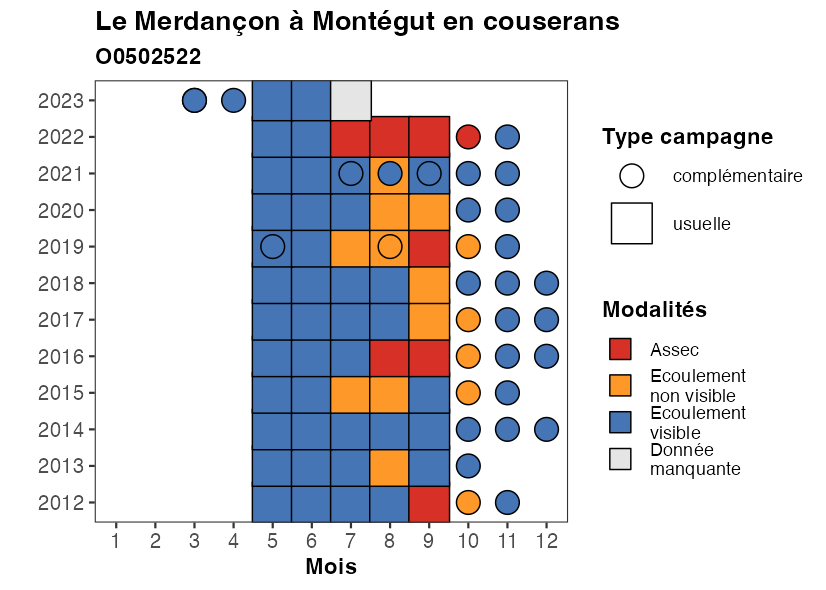 Le Merdançon à Montégut en couserans
O0502522
2023
2022
2021
2020
2019
2018
2017
2016
2015
2014
2013
2012
1 2 3 4 5 6 7 8 9 10 11 12
Mois
Type campagne
complémentaire
usuelle
Modalités
Assec
Ecoulement
non visible
Ecoulement
visible
Donnée
manquante